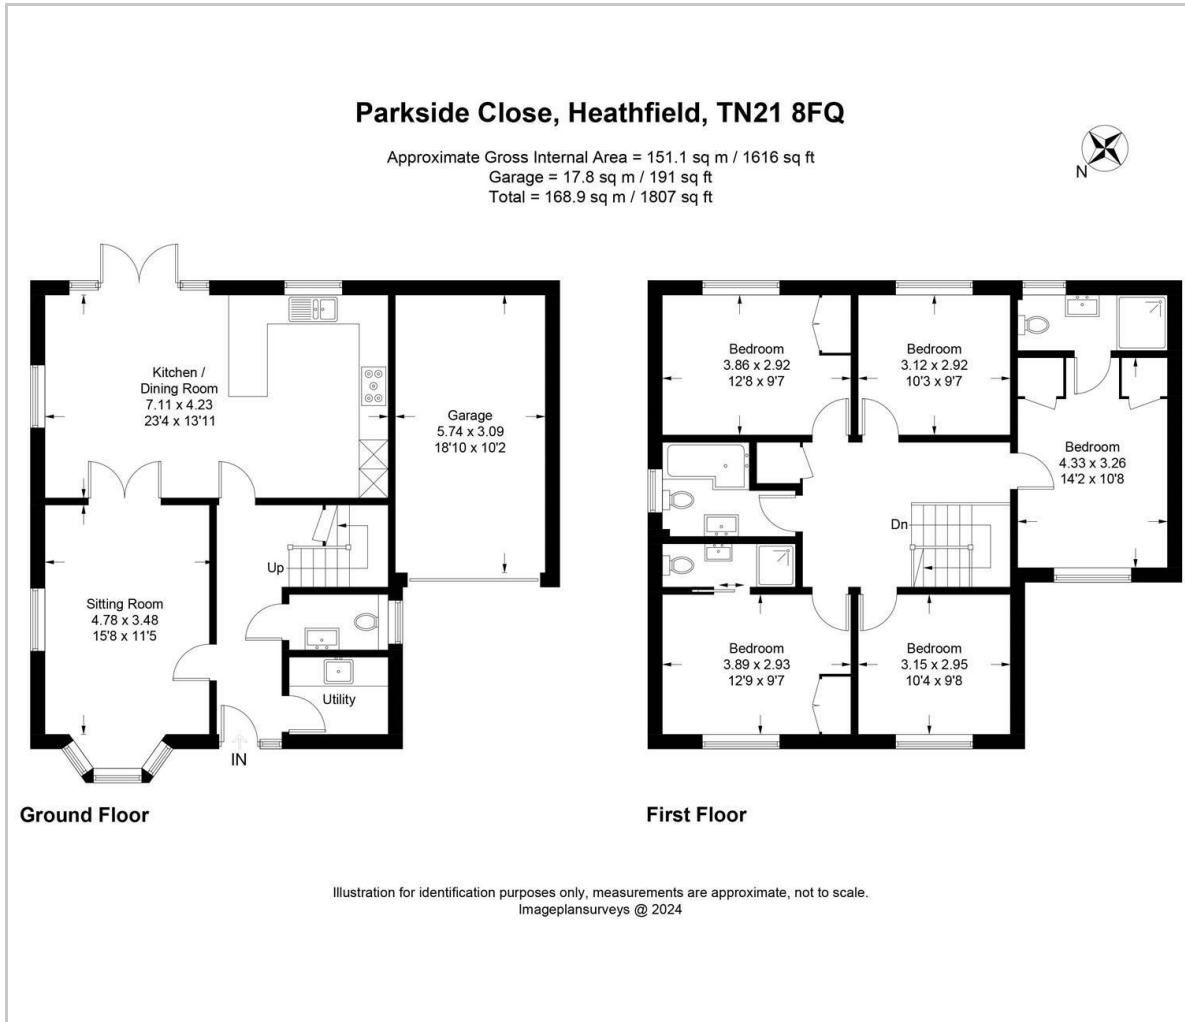 Parkside Close, Heathfield, TN21 8FQ
Approximate Gross Internal Area = 151.1 sq m / 1616 sq ft
Garage = 17.8 sq m / 191 sq ft
Total = 168.9 sq m / 1807 sq ft
N
Kitchen /
Dining Room
7.11 x 4.23
23'4 x 13'11
Garage
5.74 x 3.09
18'10 x 10'2
Up
Sitting Room
4.78 x 3.48
15'8 x 11'5
Utility
IN
Ground Floor
Bedroom
3.86 x 2.92
12'8 x 9'7
Bedroom
3.12 x 2.92
10'3 x 9'7
Bedroom
4.33 x 3.26
14'2 x 10'8
Dn
Bedroom
3.89 x 2.93
12'9 x 9'7
Bedroom
3.15 x 2.95
10'4 x 9'8
First Floor
Illustration for identification purposes only, measurements are approximate, not to scale.
Imageplansurveys @ 2024